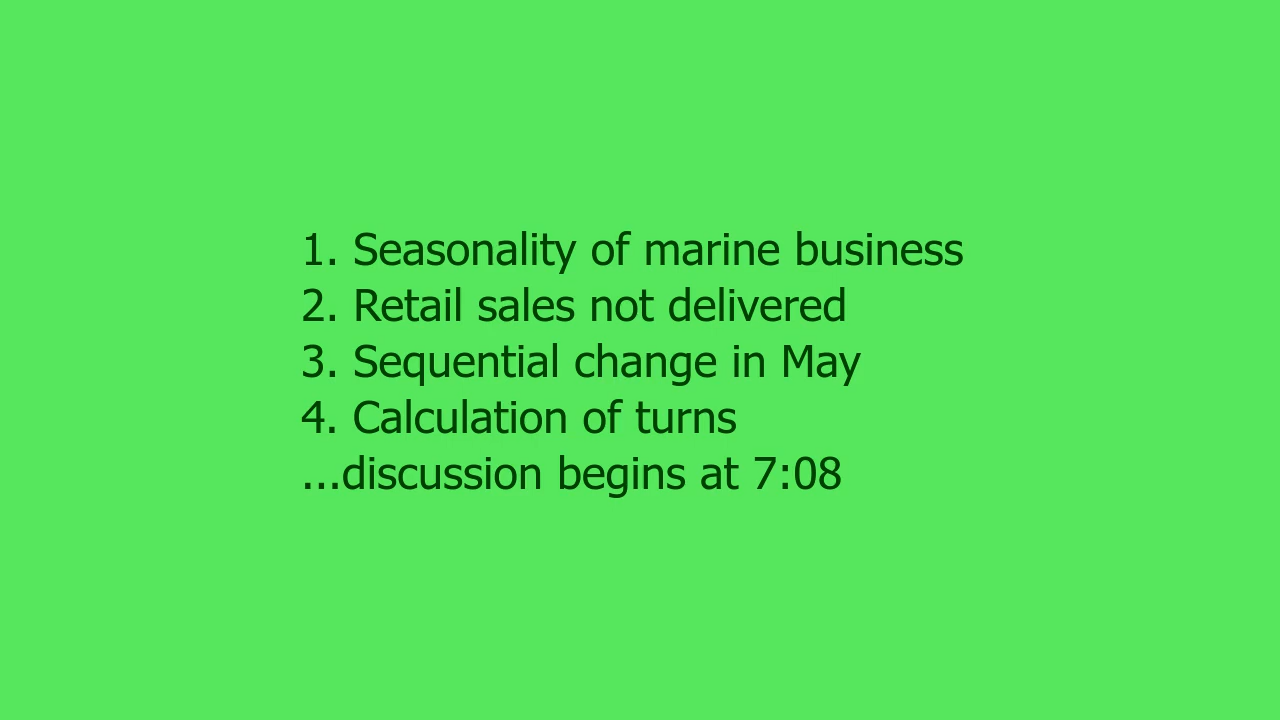 1. Seasonality of marine business
2. Retail sales not delivered
3. Sequential change in May
4. Calculation of turns
...discussion begins at 7:08